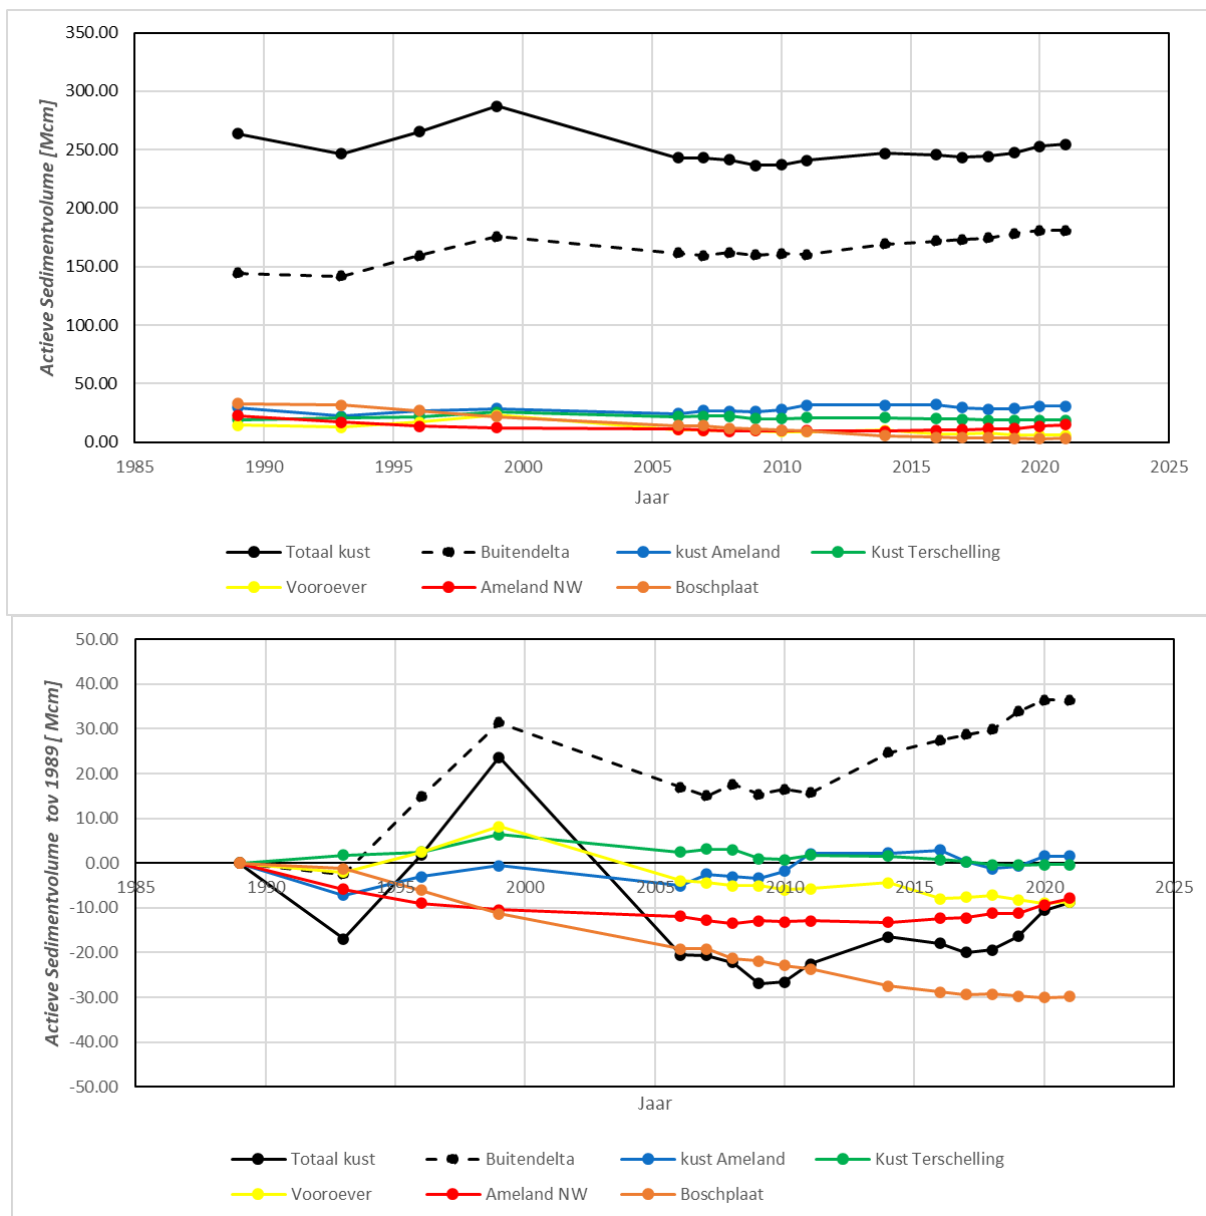 350.00
300.00
250.00
200.00
150.00
100.00
50.00
0.00
Actieve Sedimentvolume [Mcm]
1985 1990 1995 2000 2005 2010 2015 2020 2025
Jaar
Totaal kust Buitendelta kust Ameland Kust Terschelling
Vooroever Ameland NW Boschplaat
50.00
40.00
30.00
20.00
10.00
0.00
-10.00
-20.00
-30.00
-40.00
-50.00
Actieve Sedimentvolume tov 1989 [ Mcm]
1985 1990 1995 2000 2005 2010 2015 2020 2025
Jaar
Totaal kust Buitendelta kust Ameland Kust Terschelling
Vooroever Ameland NW Boschplaat